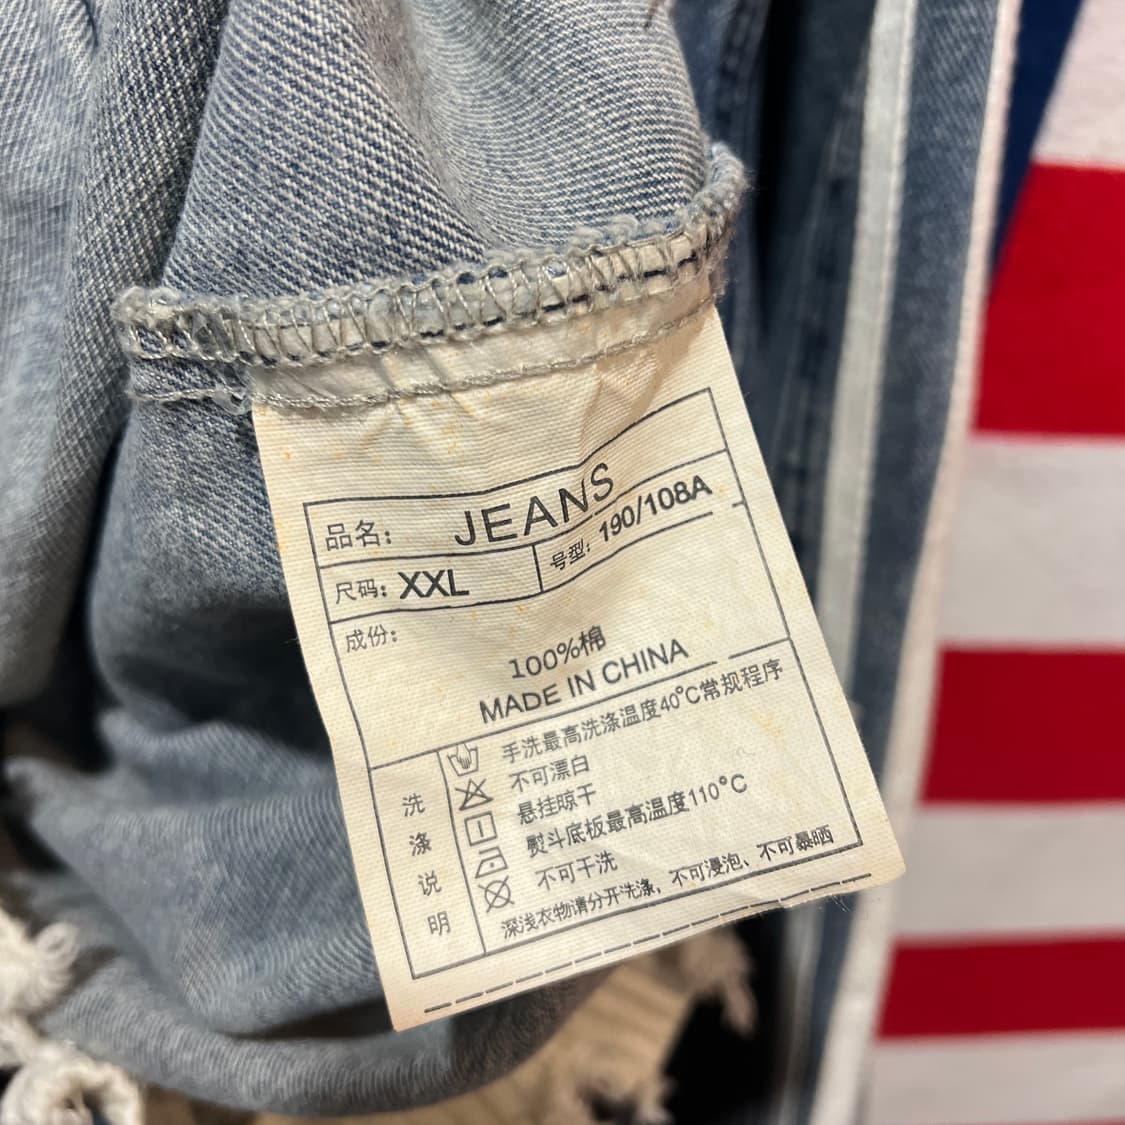 品名: JEANS
尺码: XXL 号型: 190/108A
成份:
100%棉
MADE IN CHINA
洗涤说明
手洗最高洗涤温度40°C常规程序
不可漂白
悬挂晾干
熨斗底板最高温度110°C
不可干洗
深浅衣物请分开洗涤, 不可浸泡、不可暴晒